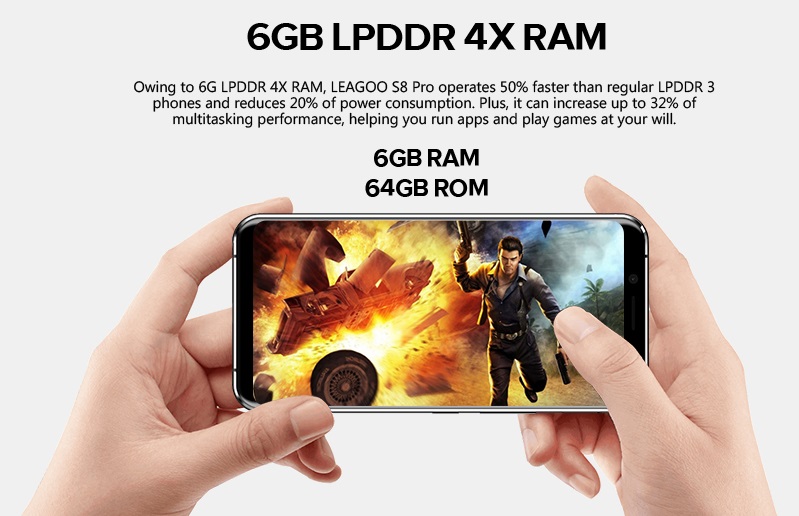 6GB LPDDR 4X RAM
Owing to 6G LPDDR 4X RAM, LEAGOO S8 Pro operates 50% faster than regular LPDDR 3
phones and reduces 20% of power consumption. Plus, it can increase up to 32% of
multitasking performance, helping you run apps and play games at your will.
6GB RAM
64GB ROM